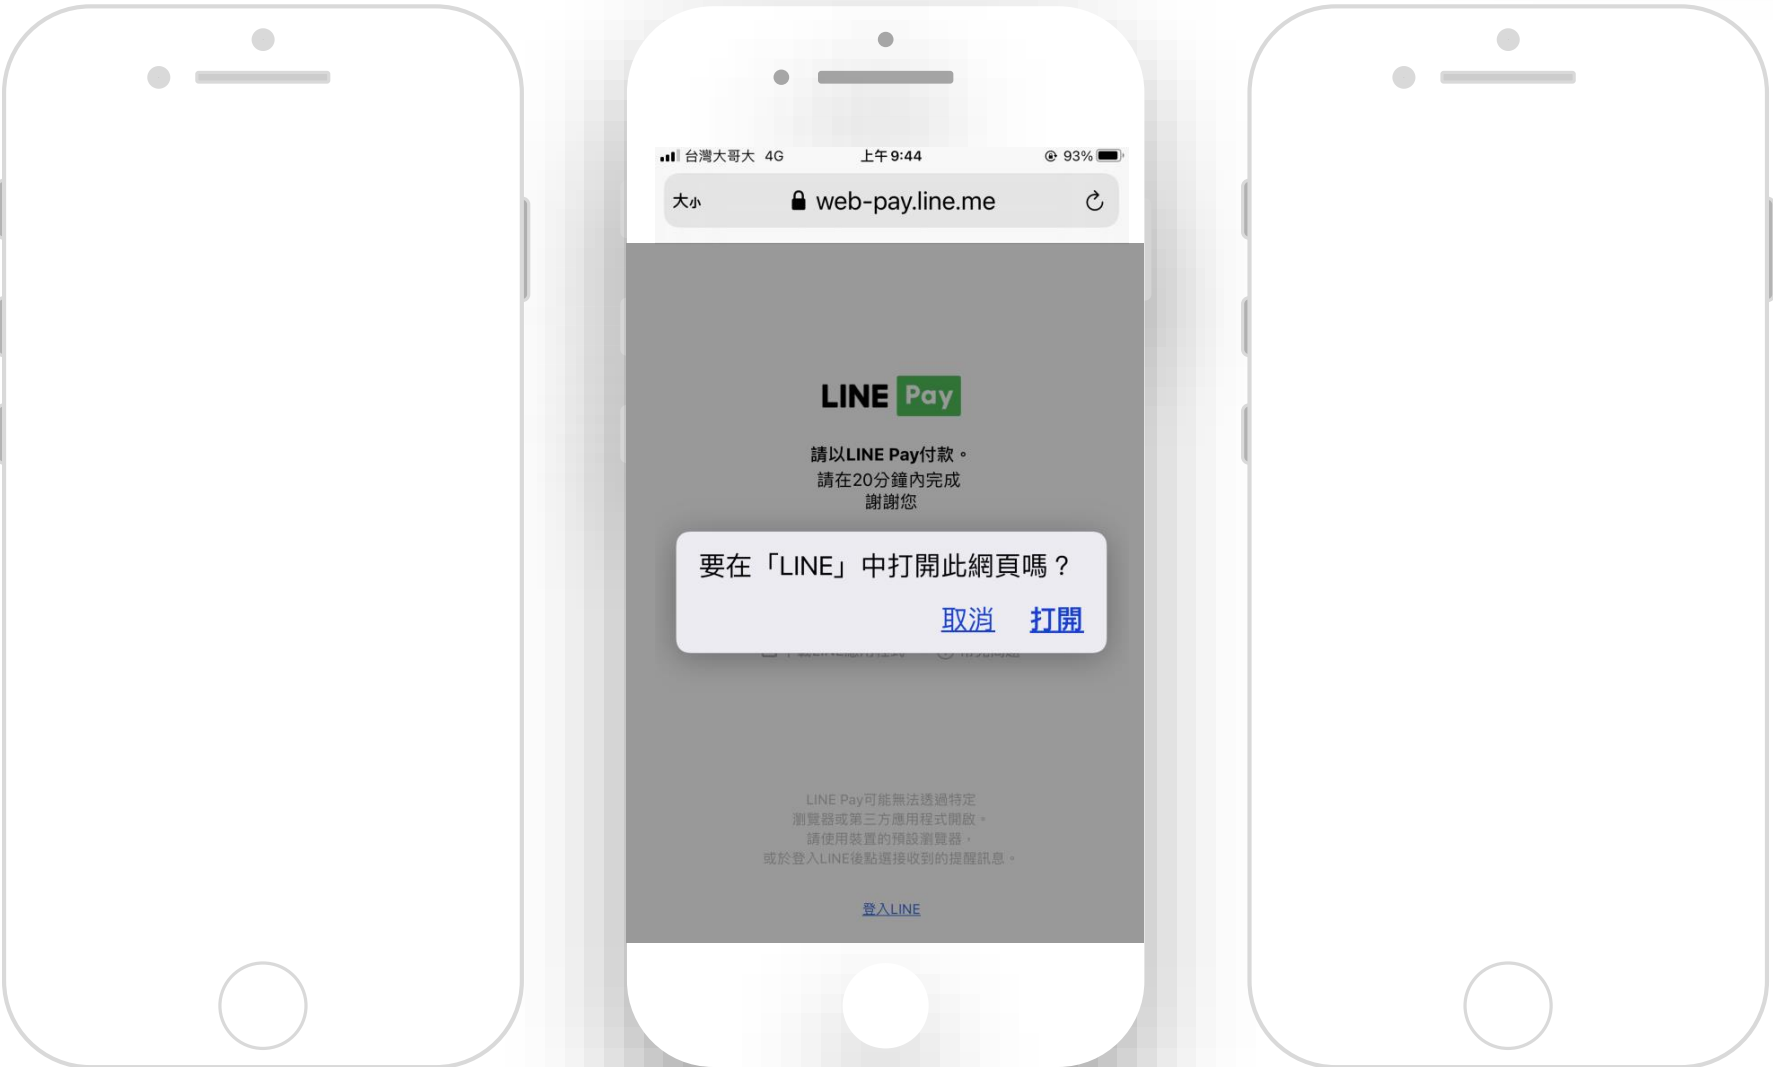 台灣大哥大 4G 上午9:44 93%
大小 web-pay.line.me
LINE Pay
請以LINE Pay付款。
請在20分鐘內完成
謝謝您
要在「LINE」中打開此網頁嗎？
取消 打開
LINE Pay可能無法透過特定
瀏覽器或第三方應用程式開啟。
請使用裝置的預設瀏覽器，
或於登入LINE後點選接收到的提醒訊息。
登入LINE